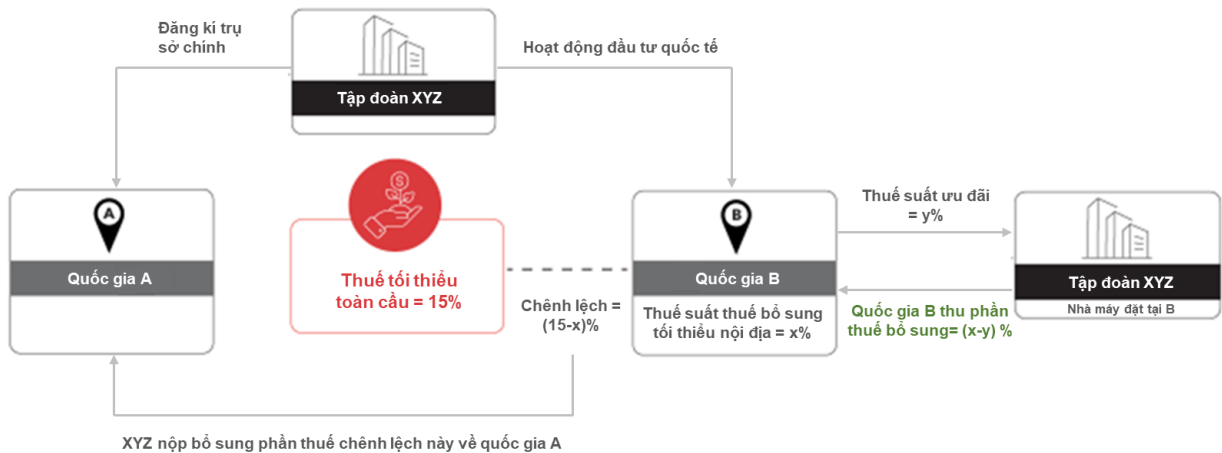 Đăng kí trụ
sở chính
Hoạt động đầu tư quốc tế
Tập đoàn XYZ
A
Quốc gia A
$
Thuế tối thiểu
toàn cầu = 15%
Chênh lệch =
(15-x)%
B
Quốc gia B
Thuế suất thuế bổ sung
tối thiểu nội địa = x%
Thuế suất ưu đãi
= y%
Quốc gia B thu phần
thuế bổ sung= (x-y) %
Tập đoàn XYZ
Nhà máy đặt tại B
XYZ nộp bổ sung phần thuế chênh lệch này về quốc gia A